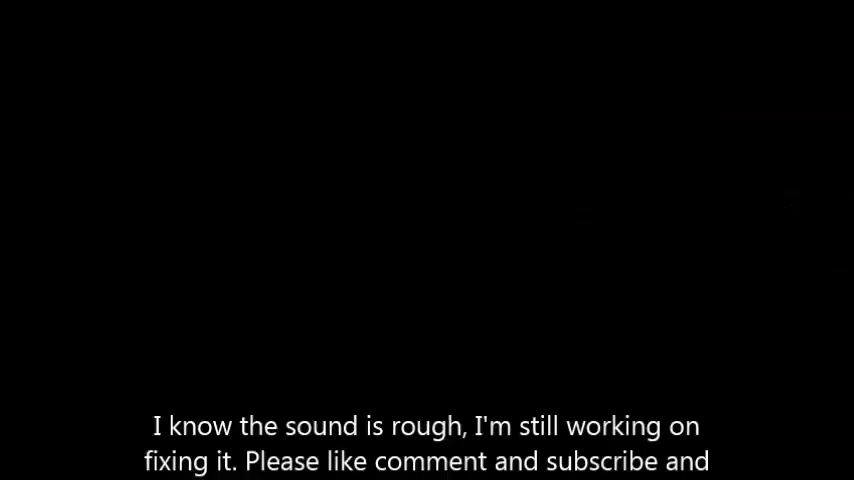 I know the sound is rough, I'm still working on
fixing it. Please like comment and subscribe and